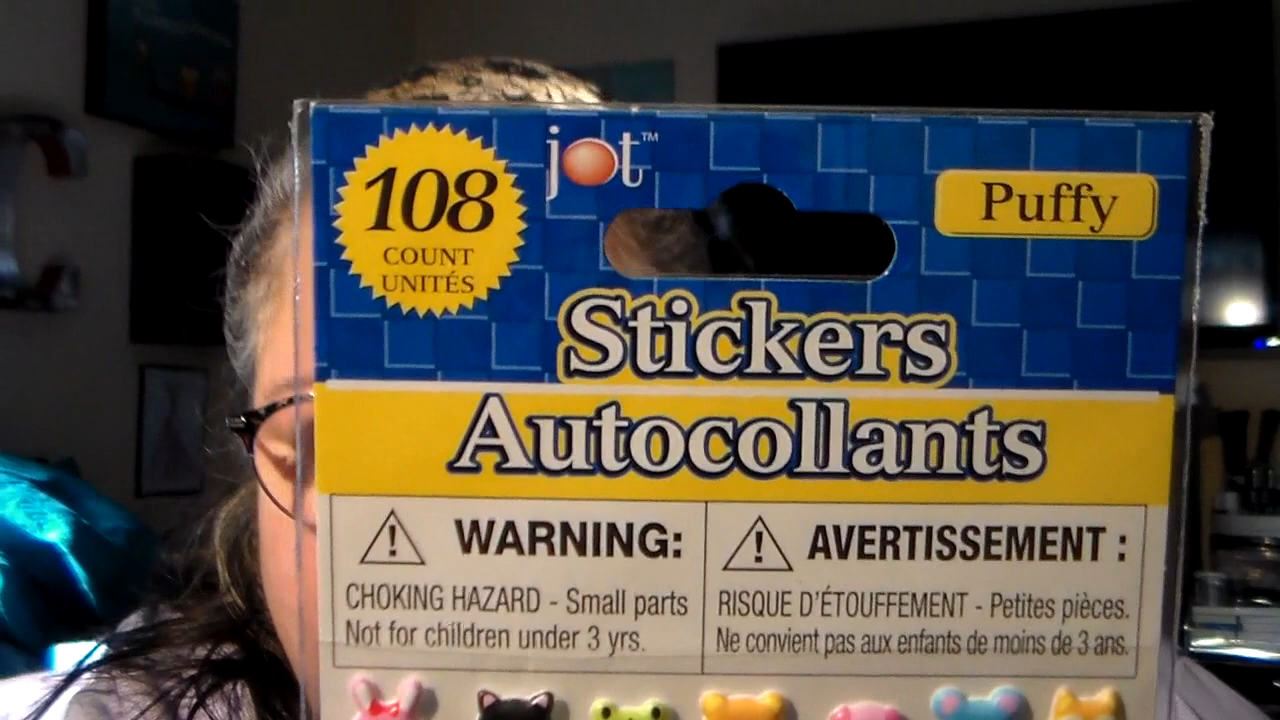 jot™
108
COUNT
UNITÉS
Puffy
Stickers
Autocollants
WARNING:
CHOKING HAZARD - Small parts
Not for children under 3 yrs.
AVERTISSEMENT :
RISQUE D'ÉTOUFFEMENT - Petites pièces.
Ne convient pas aux enfants de moins de 3 ans.